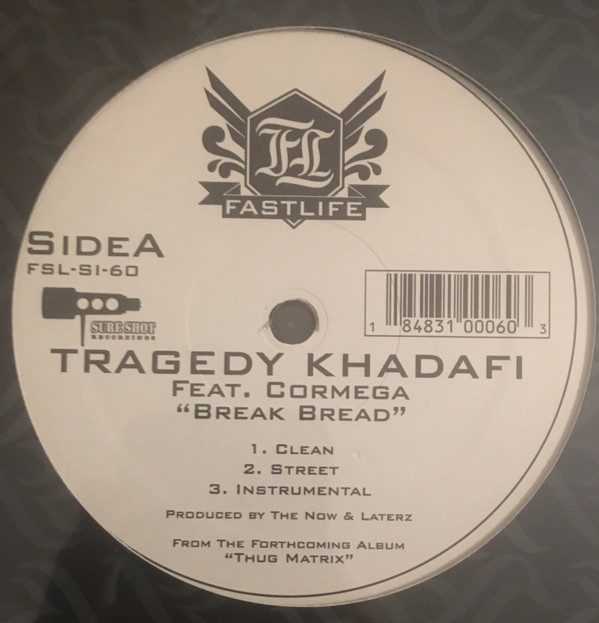 FL
FASTLIFE
SIDEA
FSL-SI-60
SURE SHOT
RECORDINGS
1 84831 00060 3
TRAGEDY KHADAFI
FEAT. CORMEGA
“BREAK BREAD”
1. CLEAN
2. STREET
3. INSTRUMENTAL
PRODUCED BY THE NOW & LATERZ
FROM THE FORTHCOMING ALBUM
“THUG MATRIX”